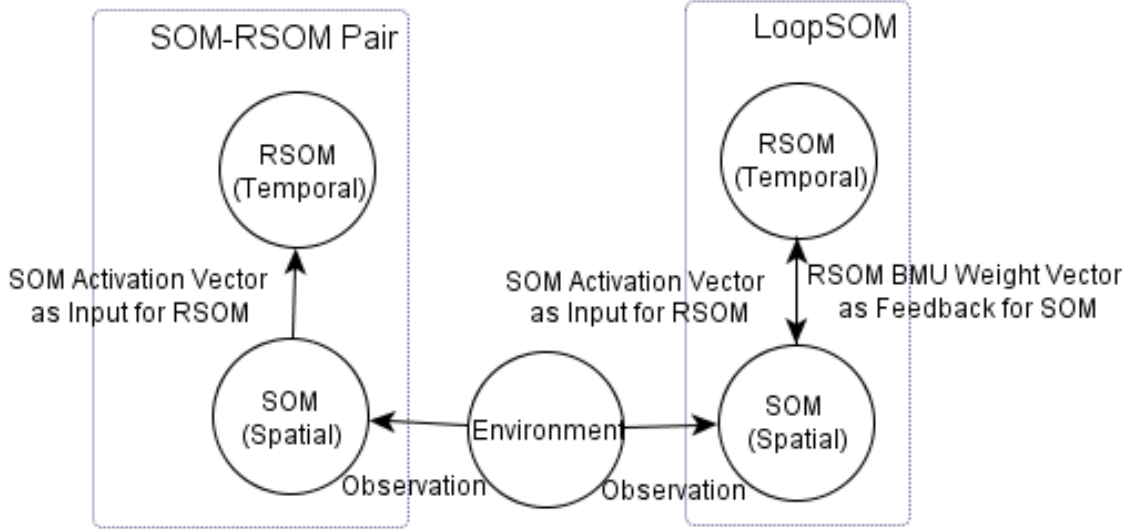 SOM-RSOM Pair
RSOM
(Temporal)
SOM Activation Vector
as Input for RSOM
SOM
(Spatial)
Observation
Environment
Observation
LoopSOM
RSOM
(Temporal)
SOM Activation Vector
as Input for RSOM
RSOM BMU Weight Vector
as Feedback for SOM
SOM
(Spatial)